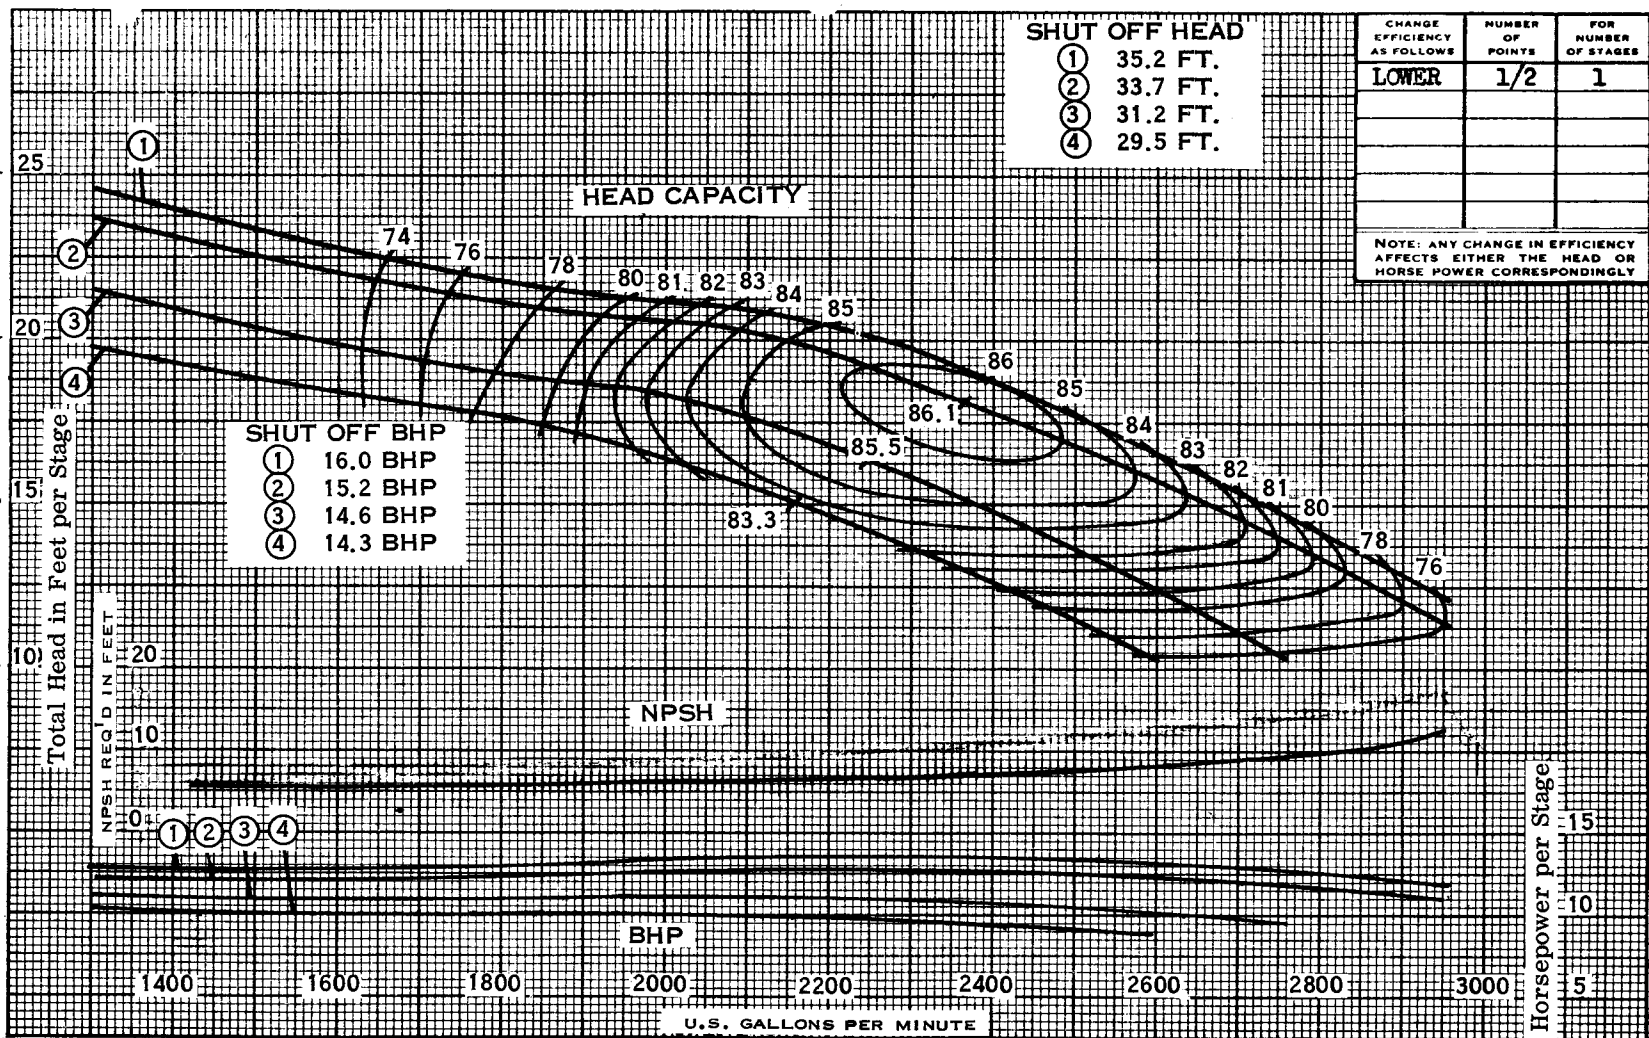 SHUT OFF HEAD
① 35.2 FT.
② 33.7 FT.
③ 31.2 FT.
④ 29.5 FT.
CHANGE EFFICIENCY AS FOLLOWS
NUMBER OF POINTS
FOR NUMBER OF STAGES
LOWER 1/2 1
NOTE: ANY CHANGE IN EFFICIENCY
AFFECTS EITHER THE HEAD OR
HORSE POWER CORRESPONDINGLY
HEAD CAPACITY
①
②
③
④
25
20
15
10
Total Head in Feet per Stage
74 76 78 80 81 82 83 84 85
86 85 84 83 82 81 80 78 76
86.1
85.5
83.3
SHUT OFF BHP
① 16.0 BHP
② 15.2 BHP
③ 14.6 BHP
④ 14.3 BHP
NPSH REQ'D IN FEET
20
10
0
NPSH
① ② ③ ④
BHP
Horsepower per Stage
15
10
5
1400 1600 1800 2000 2200 2400 2600 2800 3000
U.S. GALLONS PER MINUTE